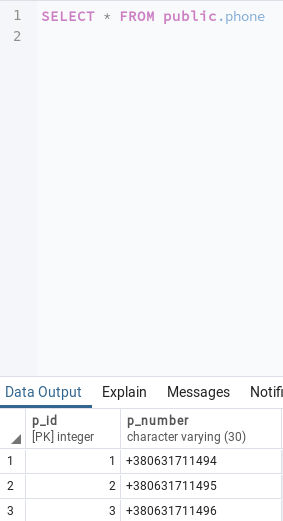 1 SELECT * FROM public.phone
2
Data Output Explain Messages Notifi
p_id p_number
[PK] integer character varying (30)
1 1 +380631711494
2 2 +380631711495
3 3 +380631711496